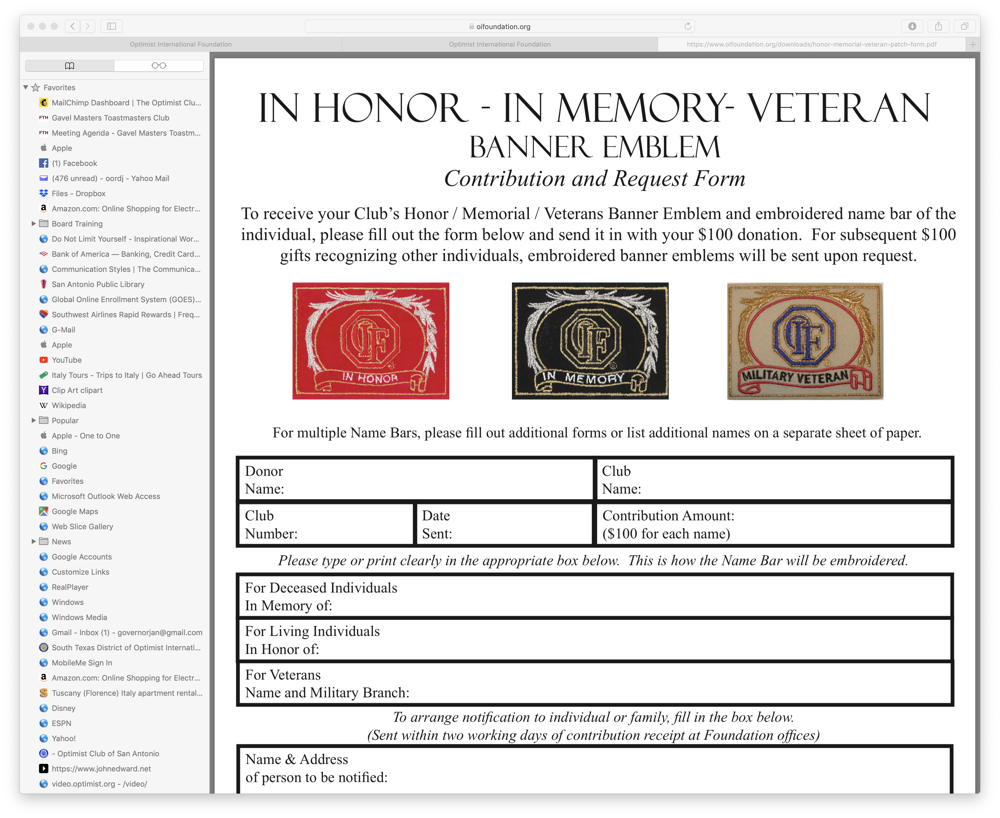 oifoundation.org
Optimist International Foundation
Optimist International Foundation
https://www.oifoundation.org/downloads/honor-memorial-veteran-patch-form.pdf
Favorites
MailChimp Dashboard | The Optimist Clu...
FTH Gavel Masters Toastmasters Club
FTH Meeting Agenda - Gavel Masters Toastm...
Apple
(1) Facebook
(476 unread) - oordj - Yahoo Mail
Files - Dropbox
Amazon.com: Online Shopping for Electr...
Board Training
Do Not Limit Yourself - Inspirational Wor...
Bank of America — Banking, Credit Card...
Communication Styles | The Communica...
San Antonio Public Library
Global Online Enrollment System (GOES)...
Southwest Airlines Rapid Rewards | Freq...
G-Mail
Apple
YouTube
Italy Tours - Trips to Italy | Go Ahead Tours
Clip Art clipart
Wikipedia
Popular
Apple - One to One
Bing
Google
Favorites
Microsoft Outlook Web Access
Google Maps
Web Slice Gallery
News
Google Accounts
Customize Links
RealPlayer
Windows
Windows Media
Gmail - Inbox (1) - governorjan@gmail.com
South Texas District of Optimist Internati...
MobileMe Sign In
Amazon.com: Online Shopping for Electr...
Tuscany (Florence) Italy apartment rental...
Disney
ESPN
Yahoo!
- Optimist Club of San Antonio
https://www.johnedward.net
video.optimist.org - /video/
IN HONOR - IN MEMORY- VETERAN
BANNER EMBLEM
Contribution and Request Form
To receive your Club’s Honor / Memorial / Veterans Banner Emblem and embroidered name bar of the
individual, please fill out the form below and send it in with your $100 donation.  For subsequent $100
gifts recognizing other individuals, embroidered banner emblems will be sent upon request.
OIF
IN HONOR
OIF
IN MEMORY
OIF
MILITARY VETERAN
For multiple Name Bars, please fill out additional forms or list additional names on a separate sheet of paper.
Donor
Name:
Club
Name:
Club
Number:
Date
Sent:
Contribution Amount:
($100 for each name)
Please type or print clearly in the appropriate box below.  This is how the Name Bar will be embroidered.
For Deceased Individuals
In Memory of:
For Living Individuals
In Honor of:
For Veterans
Name and Military Branch:
To arrange notification to individual or family, fill in the box below.
(Sent within two working days of contribution receipt at Foundation offices)
Name & Address
of person to be notified: